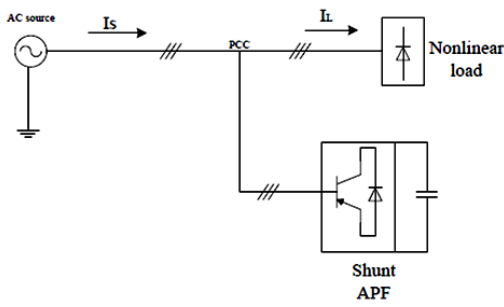 AC source
Is
PCC
IL
Nonlinear
load
Shunt
APF